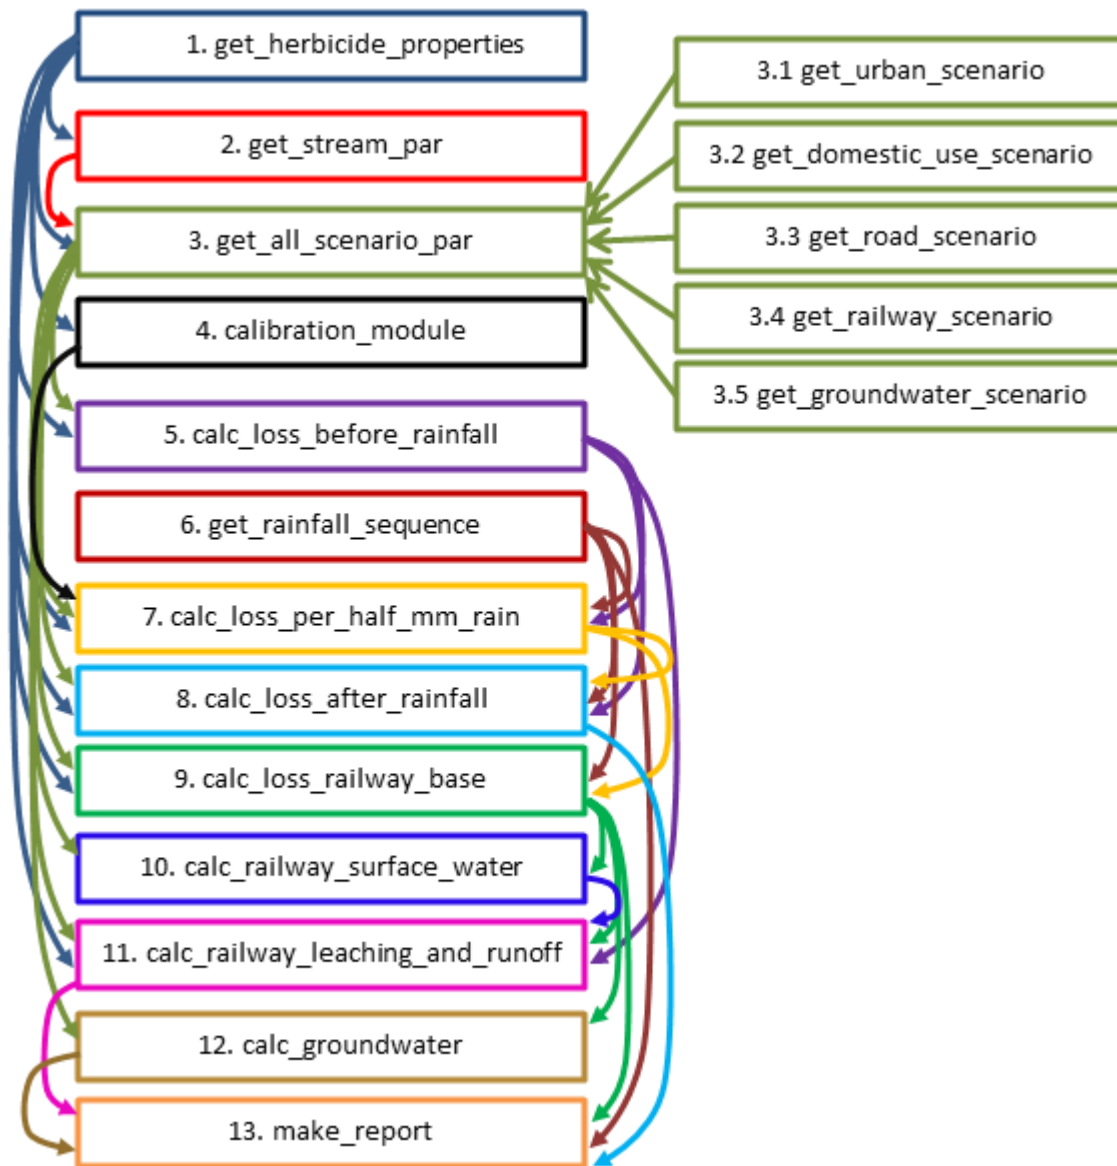 1. get_herbicide_properties
2. get_stream_par
3. get_all_scenario_par
4. calibration_module
5. calc_loss_before_rainfall
6. get_rainfall_sequence
7. calc_loss_per_half_mm_rain
8. calc_loss_after_rainfall
9. calc_loss_railway_base
10. calc_railway_surface_water
11. calc_railway_leaching_and_runoff
12. calc_groundwater
13. make_report
3.1 get_urban_scenario
3.2 get_domestic_use_scenario
3.3 get_road_scenario
3.4 get_railway_scenario
3.5 get_groundwater_scenario